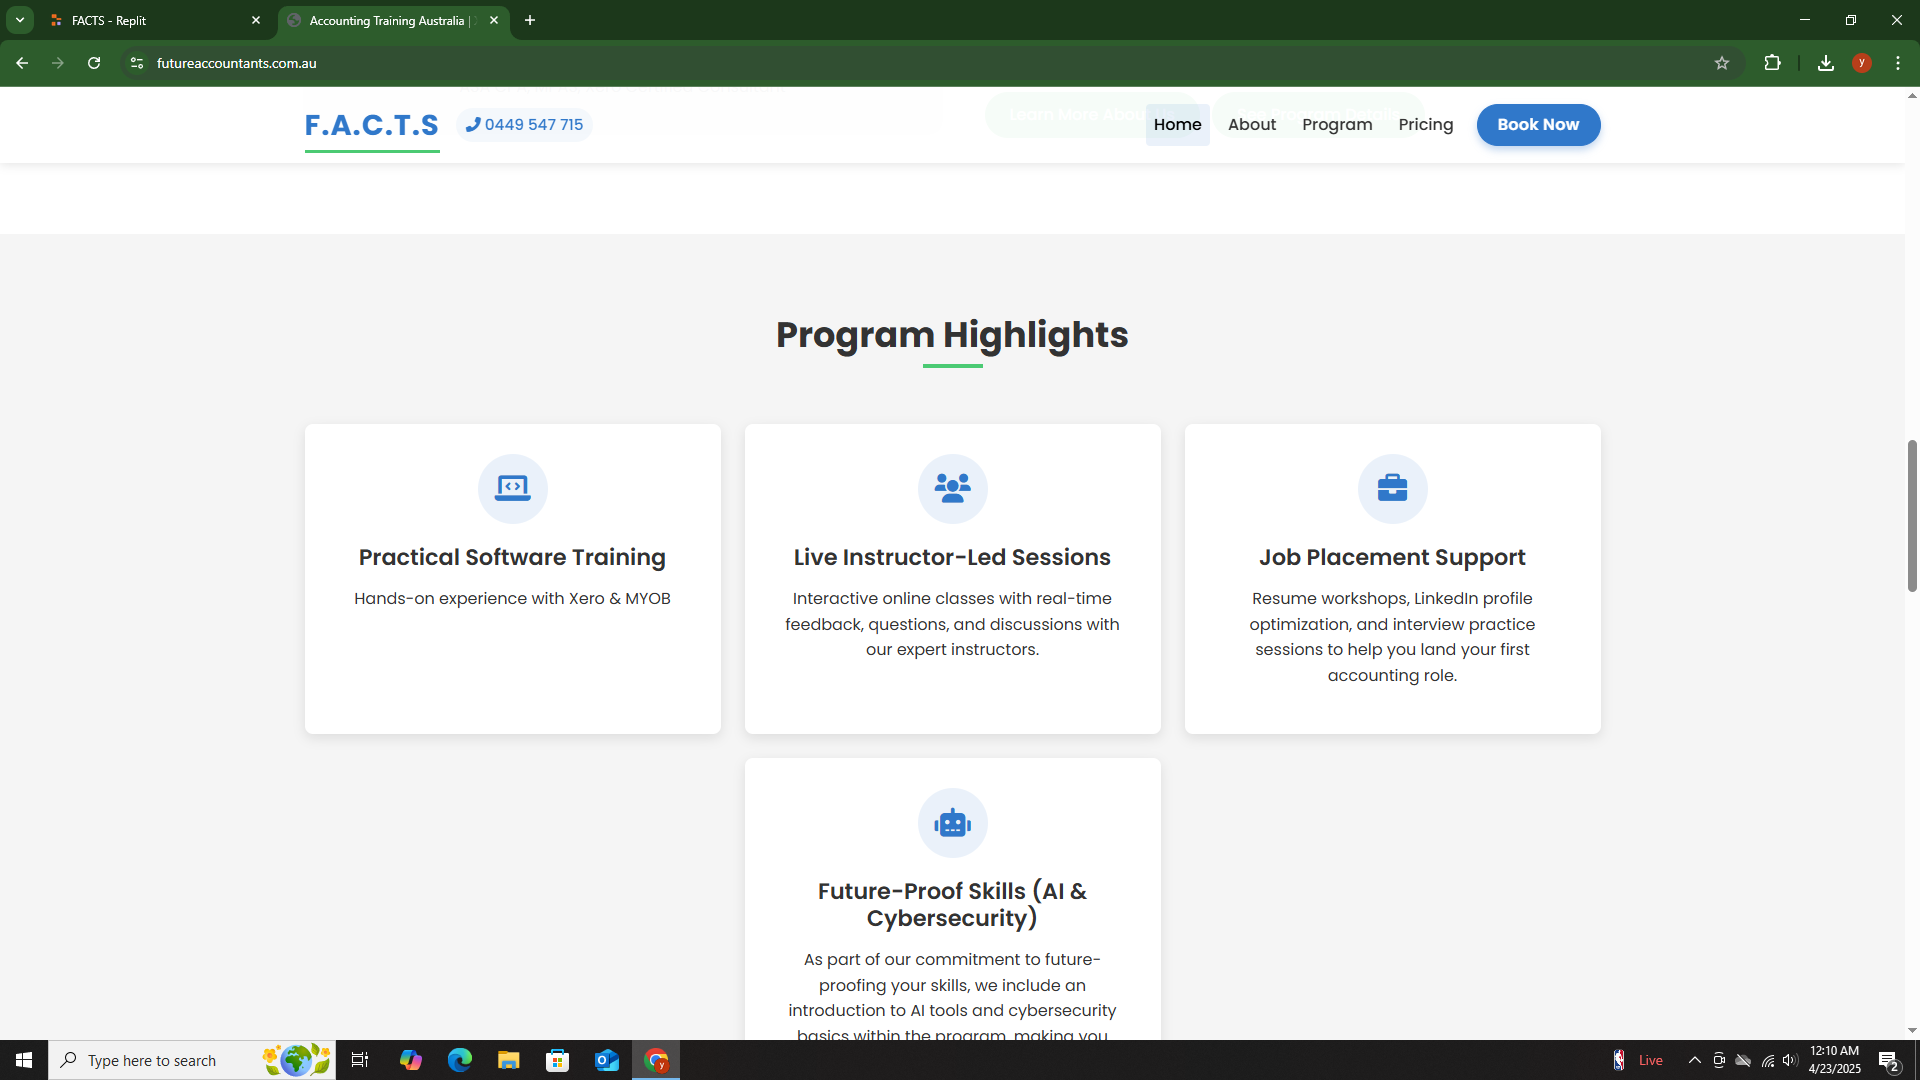 FACTS - Replit
Accounting Training Australia |
futureaccountants.com.au
y
F.A.C.T.S
0449 547 715
Learn More Abou
Home
About
Program
Pricing
Book Now
Program Highlights
Practical Software Training
Hands-on experience with Xero & MYOB
Live Instructor-Led Sessions
Interactive online classes with real-time
feedback, questions, and discussions with
our expert instructors.
Job Placement Support
Resume workshops, LinkedIn profile
optimization, and interview practice
sessions to help you land your first
accounting role.
Future-Proof Skills (AI &
Cybersecurity)
As part of our commitment to future-
proofing your skills, we include an
introduction to AI tools and cybersecurity
basics within the program, making you
Type here to search
Live
12:10 AM
4/23/2025
2